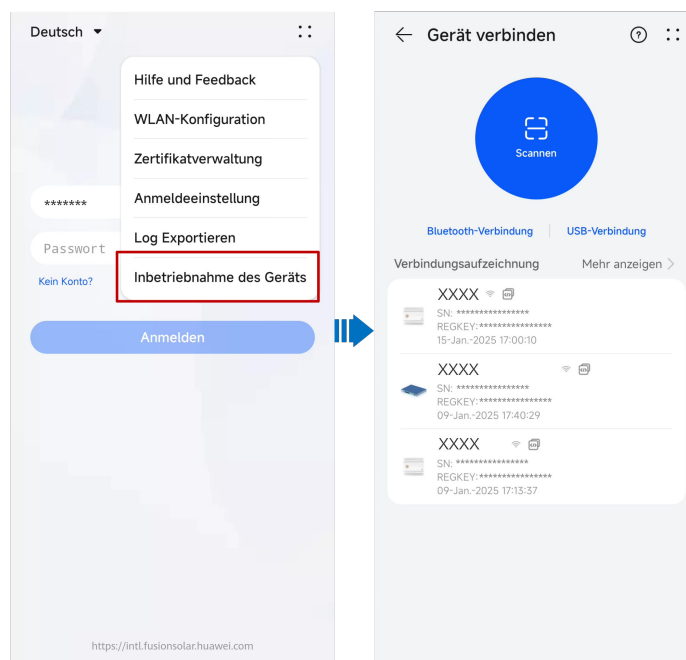 Deutsch
Hilfe und Feedback
WLAN-Konfiguration
Zertifikatverwaltung
Anmeldeeinstellung
Log Exportieren
Inbetriebnahme des Geräts
*******
Passwort
Kein Konto?
Anmelden
https://intl.fusionsolar.huawei.com
Gerät verbinden
Scannen
Bluetooth-Verbindung
USB-Verbindung
Verbindungsaufzeichnung
Mehr anzeigen
XXXX
SN: ****************
REGKEY:****************
15-Jan.-2025 17:00:10
XXXX
SN: ****************
REGKEY:****************
09-Jan.-2025 17:40:29
XXXX
SN: ****************
REGKEY:****************
09-Jan.-2025 17:13:37